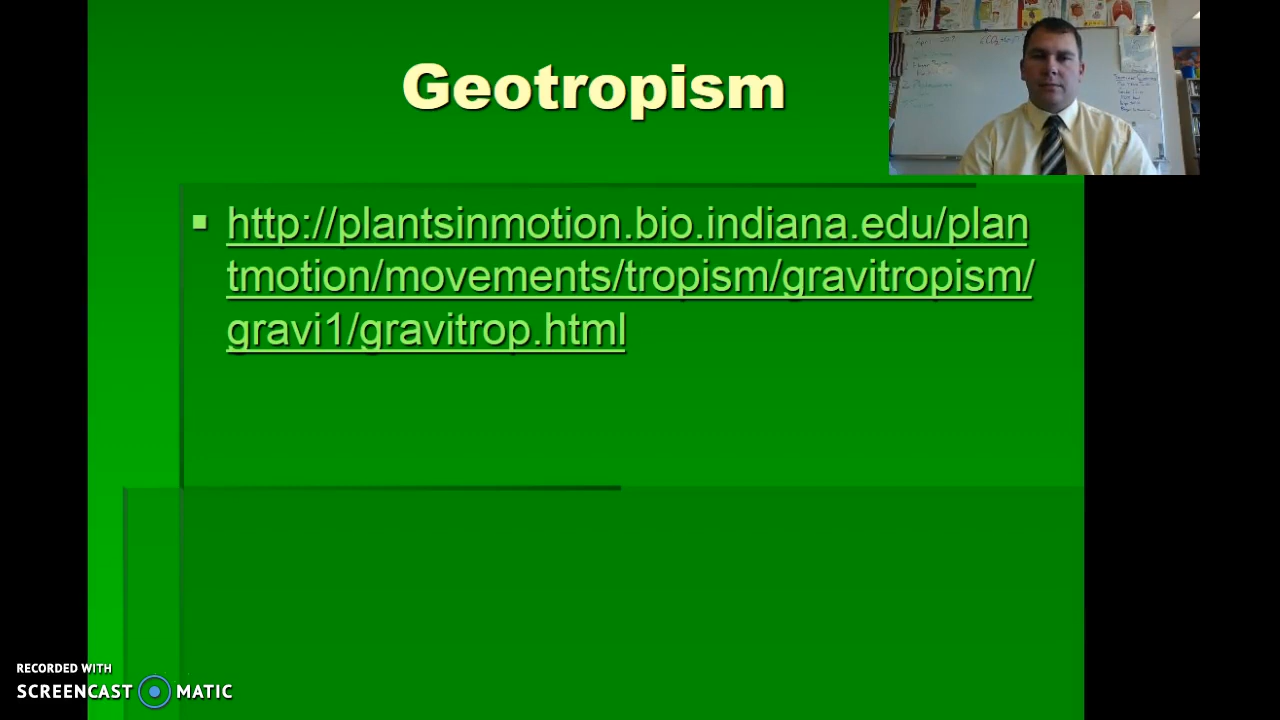 Geotropism
http://plantsinmotion.bio.indiana.edu/plan
tmotion/movements/tropism/gravitropism/
gravi1/gravitrop.html
RECORDED WITH
SCREENCAST MATIC